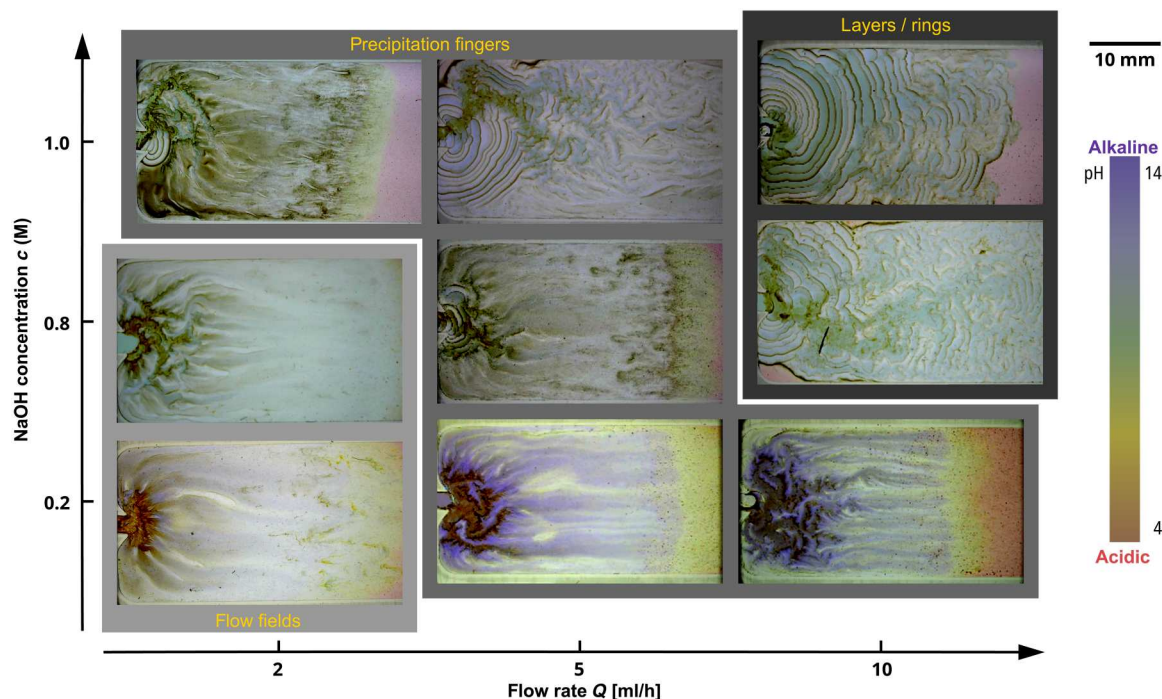 Precipitation fingers
Layers / rings
10 mm
1.0
Alkaline
pH 14
NaOH concentration c (M)
0.8
0.2
4
Acidic
Flow fields
2
5
10
Flow rate Q [ml/h]